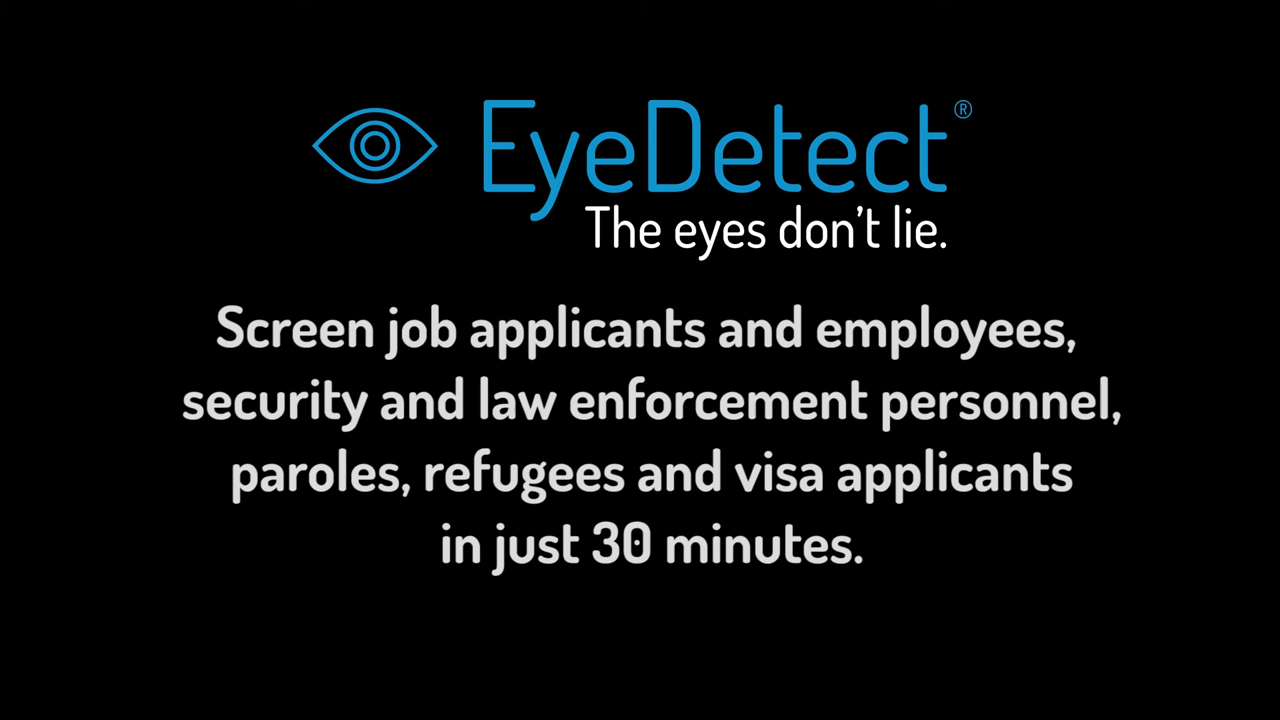 EyeDetect®
The eyes don't lie.
Screen job applicants and employees,
security and law enforcement personnel,
paroles, refugees and visa applicants
in just 30 minutes.